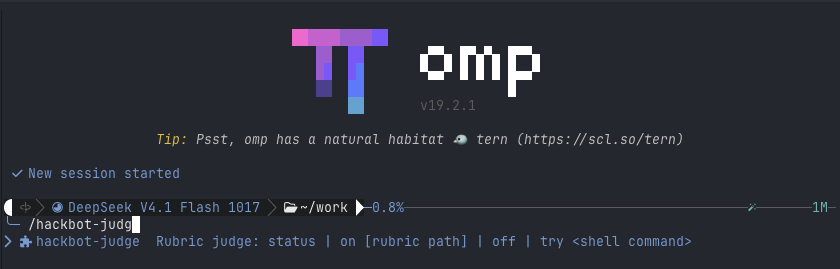 omp
v19.2.1
Tip: Psst, omp has a natural habitat tern (https://scl.so/tern)
✓ New session started
DeepSeek V4.1 Flash 1017 > ~/work 0.8% 1M
/hackbot-judg
> hackbot-judge Rubric judge: status | on [rubric path] | off | try <shell command>